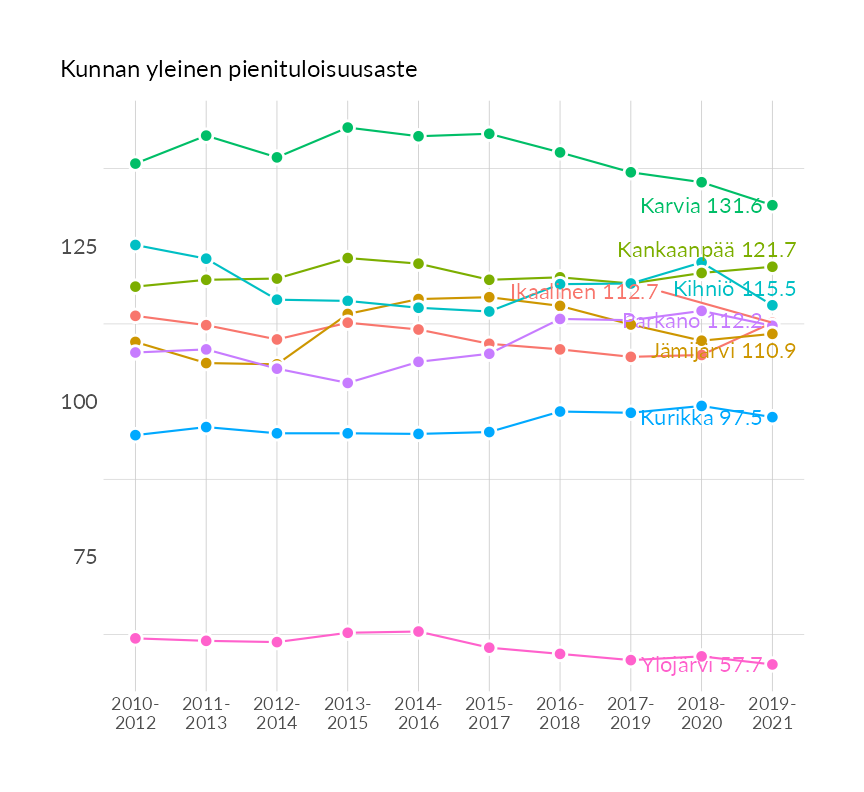 Kunnan yleinen pienituloisuusaste
Karvia 131.6
125
Kankaanpää 121.7
Kihniö 115.5
Ikaalinen 112.7
Parkano 112.2
Jämijärvi 110.9
100
Kurikka 97.5
75
Ylöjärvi 57.7
2010-
2012
2011-
2013
2012-
2014
2013-
2015
2014-
2016
2015-
2017
2016-
2018
2017-
2019
2018-
2020
2019-
2021